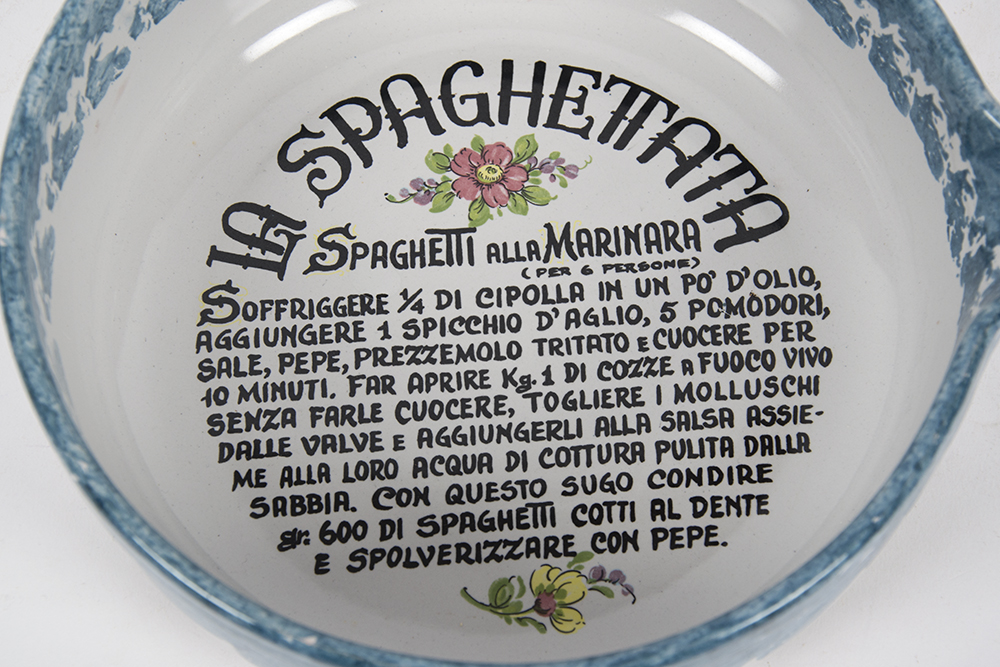 LA SPAGHETTATA
SPAGHETTI ALLA MARINARA
(PER 6 PERSONE)
SOFFRIGGERE ¼ DI CIPOLLA IN UN PO' D'OLIO,
AGGIUNGERE 1 SPICCHIO D'AGLIO, 5 POMODORI,
SALE, PEPE, PREZZEMOLO TRITATO E CUOCERE PER
10 MINUTI. FAR APRIRE Kg. 1 DI COZZE A FUOCO VIVO
SENZA FARLE CUOCERE, TOGLIERE I MOLLUSCHI
DALLE VALVE E AGGIUNGERLI ALLA SALSA ASSIE-
ME ALLA LORO ACQUA DI COTTURA PULITA DALLA
SABBIA. CON QUESTO SUGO CONDIRE
gr. 600 DI SPAGHETTI COTTI AL DENTE
E SPOLVERIZZARE CON PEPE.